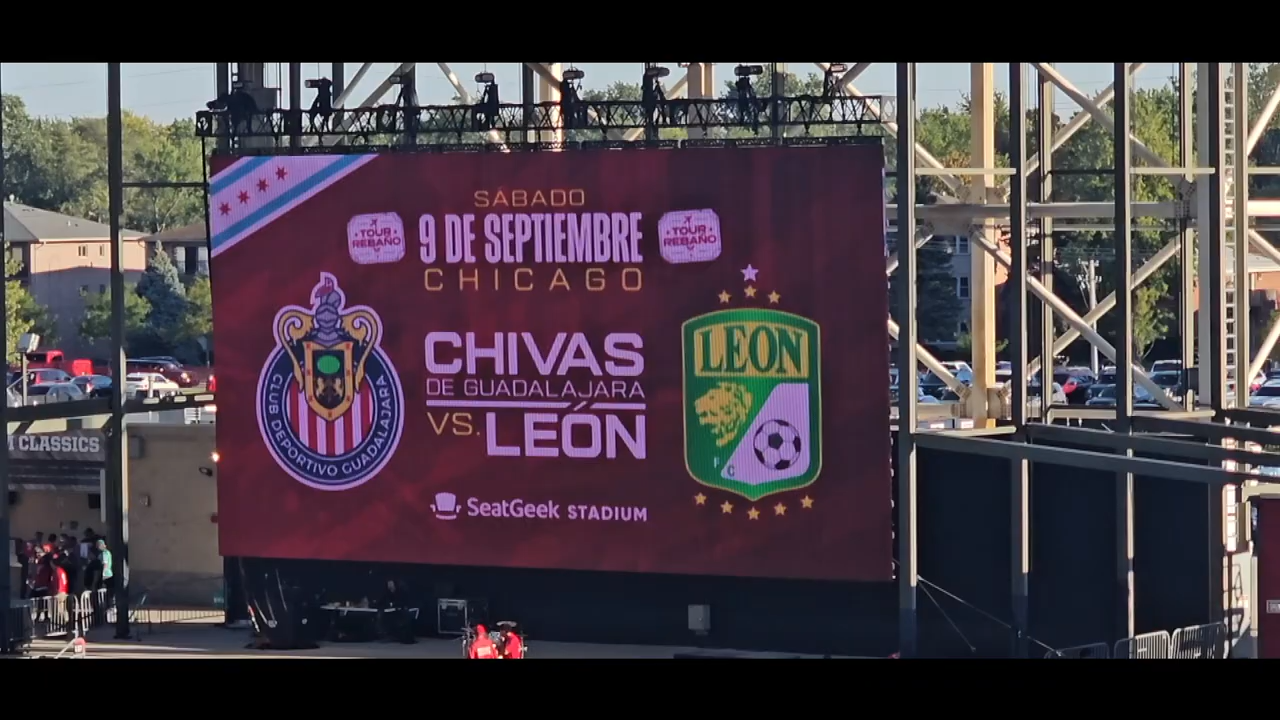 SÁBADO
TOUR
REBAÑO
9 DE SEPTIEMBRE
TOUR
REBAÑO
CHICAGO
CHIVAS
DE GUADALAJARA
VS. LEÓN
CLUB DEPORTIVO GUADALAJARA
LEON
F C
SeatGeek STADIUM
M CLASSICS